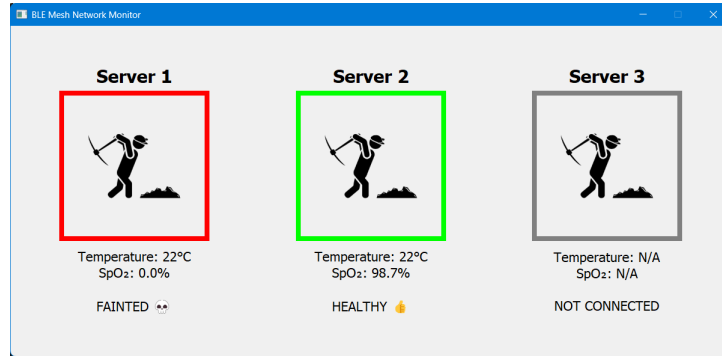 BLE Mesh Network Monitor
Server 1
Temperature: 22°C
SpO₂: 0.0%
FAINTED 💀
Server 2
Temperature: 22°C
SpO₂: 98.7%
HEALTHY 👍
Server 3
Temperature: N/A
SpO₂: N/A
NOT CONNECTED